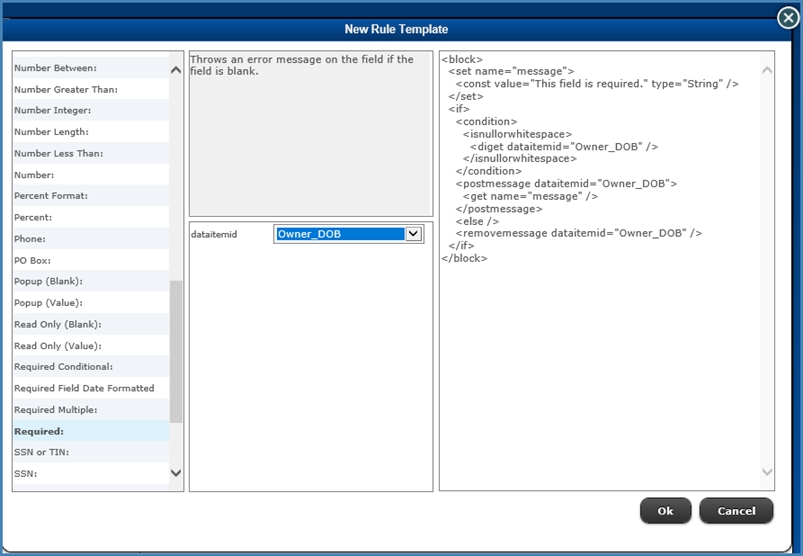 New Rule Template
Number Between:
Number Greater Than:
Number Integer:
Number Length:
Number Less Than:
Number:
Percent Format:
Percent:
Phone:
PO Box:
Popup (Blank):
Popup (Value):
Read Only (Blank):
Read Only (Value):
Required Conditional:
Required Field Date Formatted
Required Multiple:
Required:
SSN or TIN:
SSN:
Throws an error message on the field if the
field is blank.
dataitemid Owner_DOB
<block>
<set name="message">
<const value="This field is required." type="String" />
</set>
<if>
<condition>
<isnullorwhitespace>
<diget dataitemid="Owner_DOB" />
</isnullorwhitespace>
</condition>
<postmessage dataitemid="Owner_DOB">
<get name="message" />
</postmessage>
<else />
<removemessage dataitemid="Owner_DOB" />
</if>
</block>
Ok Cancel